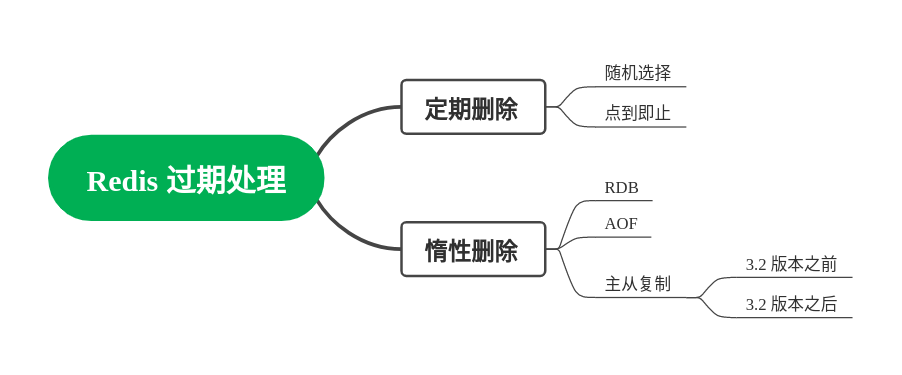 Redis 过期处理
定期删除
随机选择
点到即止
惰性删除
RDB
AOF
主从复制
3.2 版本之前
3.2 版本之后